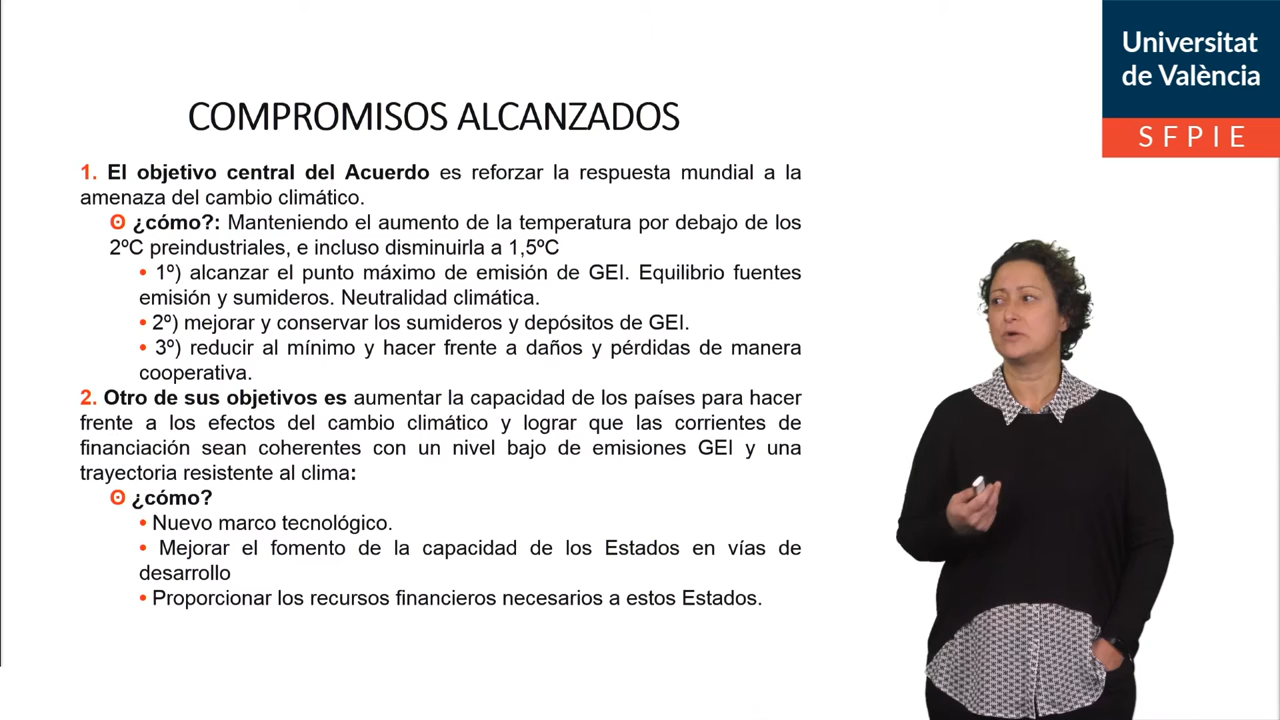 Universitat
de València
SFPIE
COMPROMISOS ALCANZADOS
1. El objetivo central del Acuerdo es reforzar la respuesta mundial a la
amenaza del cambio climático.
ʘ ¿cómo?: Manteniendo el aumento de la temperatura por debajo de los
2ºC preindustriales, e incluso disminuirla a 1,5ºC
• 1º) alcanzar el punto máximo de emisión de GEI. Equilibrio fuentes
emisión y sumideros. Neutralidad climática.
• 2º) mejorar y conservar los sumideros y depósitos de GEI.
• 3º) reducir al mínimo y hacer frente a daños y pérdidas de manera
cooperativa.
2. Otro de sus objetivos es aumentar la capacidad de los países para hacer
frente a los efectos del cambio climático y lograr que las corrientes de
financiación sean coherentes con un nivel bajo de emisiones GEI y una
trayectoria resistente al clima:
ʘ ¿cómo?
• Nuevo marco tecnológico.
• Mejorar el fomento de la capacidad de los Estados en vías de
desarrollo
• Proporcionar los recursos financieros necesarios a estos Estados.